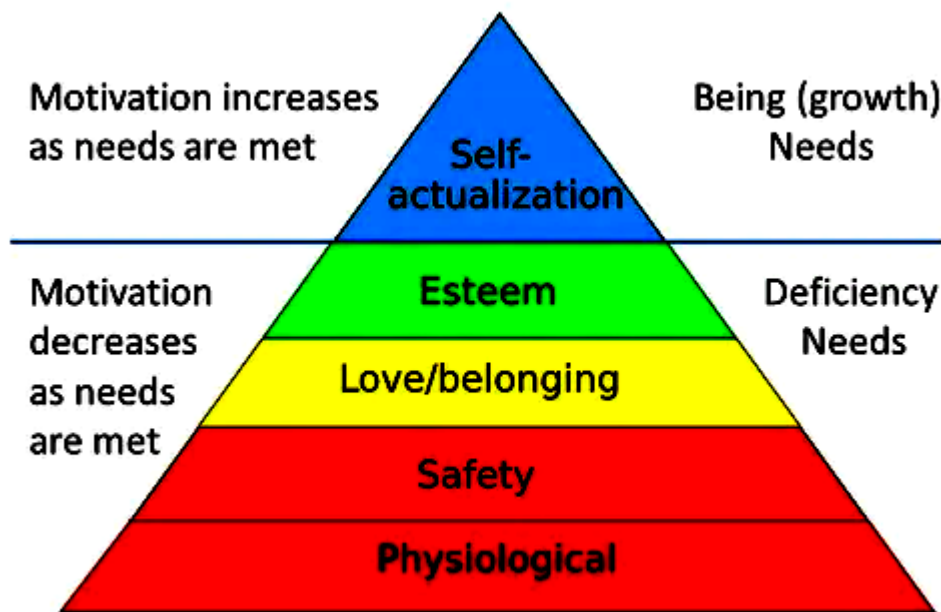 Motivation increases
as needs are met
Being (growth)
Needs
Self-
actualization
Motivation
decreases
as needs
are met
Esteem
Deficiency
Needs
Love/belonging
Safety
Physiological